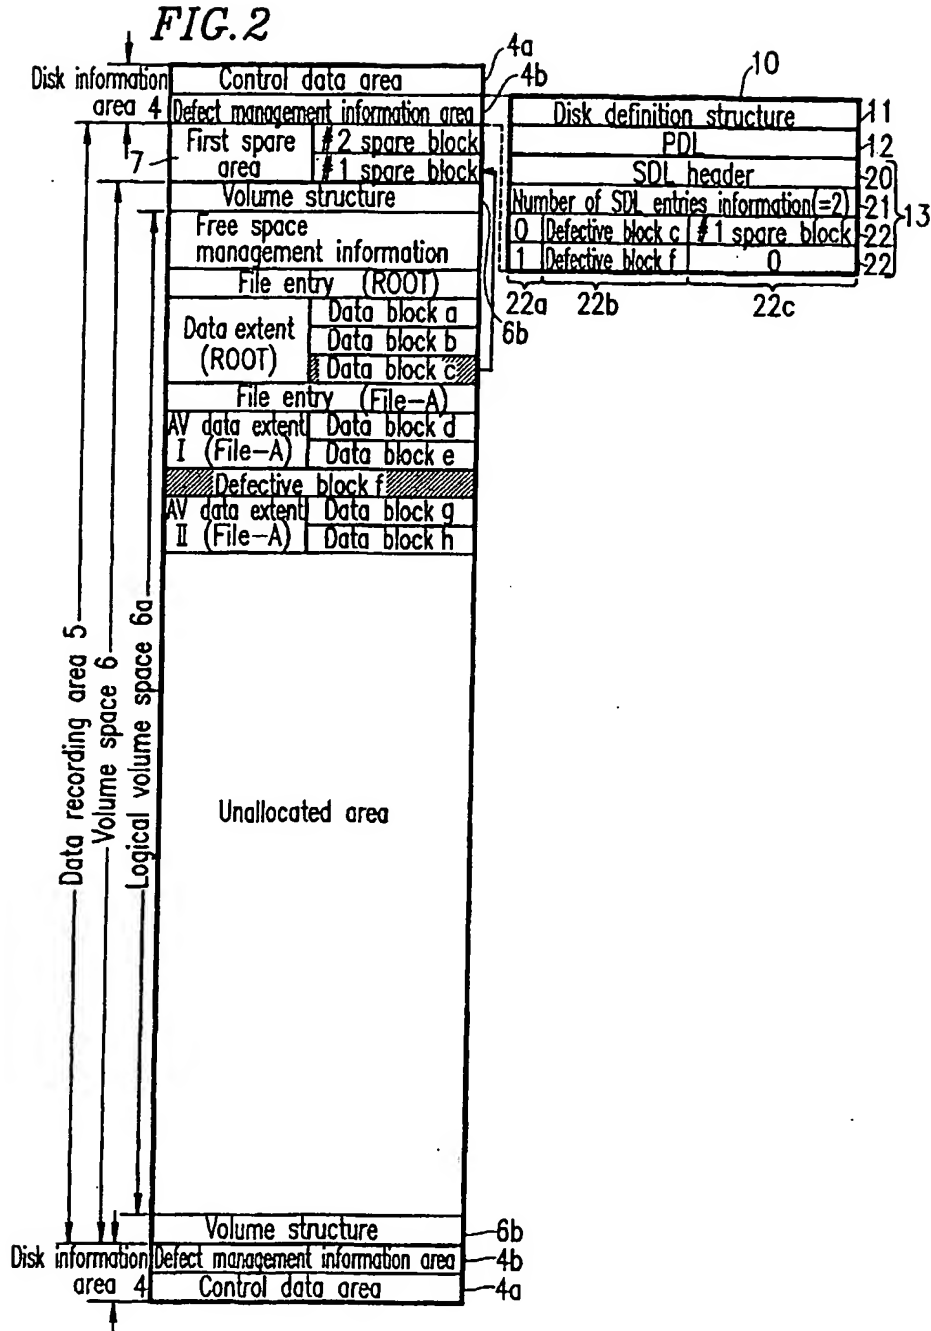 FIG.2
4a
Disk information
area 4
Control data area
4b
Defect management information area
7
First spare
area
#2 spare block
#1 spare block
Volume structure
Free space
management information
File entry (ROOT)
Data extent
(ROOT)
Data block a
Data block b
Data block c
6b
File entry (File-A)
AV data extent
I (File-A)
Data block d
Data block e
Defective block f
AV data extent
II (File-A)
Data block g
Data block h
Data recording area 5
Volume space 6
Logical volume space 6a
Unallocated area
Volume structure
6b
Disk information
area 4
Defect management information area
4b
Control data area
4a
10
Disk definition structure
11
PDL
12
SDL header
20
Number of SDL entries information(=2)
21
13
0 Defective block c #1 spare block
22
1 Defective block f 0
22
22a 22b 22c